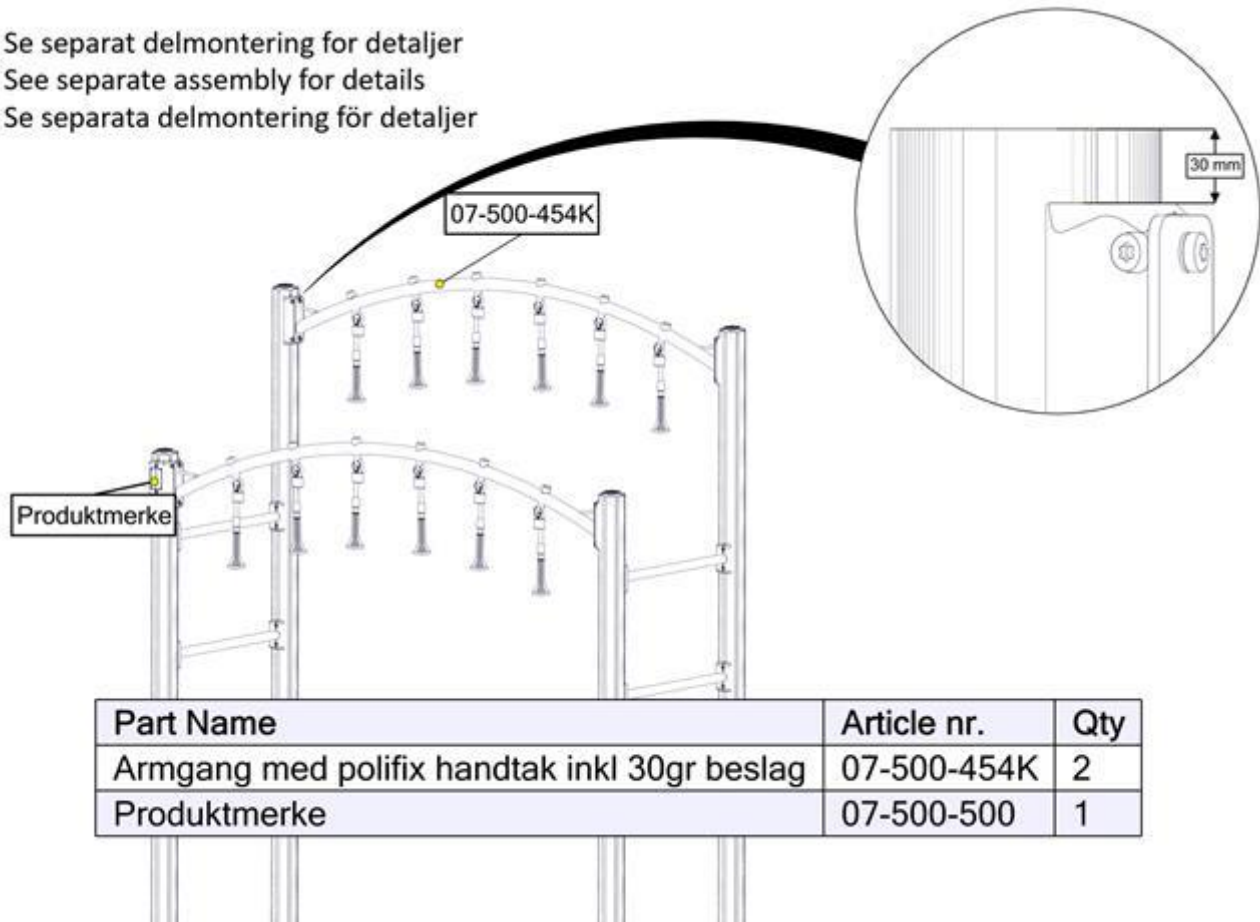 Se separat delmontering for detaljer
See separate assembly for details
Se separata delmontering för detaljer
30 mm
07-500-454K
Produktmerke
Part Name Article nr. Qty
Armgang med polifix handtak inkl 30gr beslag 07-500-454K 2
Produktmerke 07-500-500 1